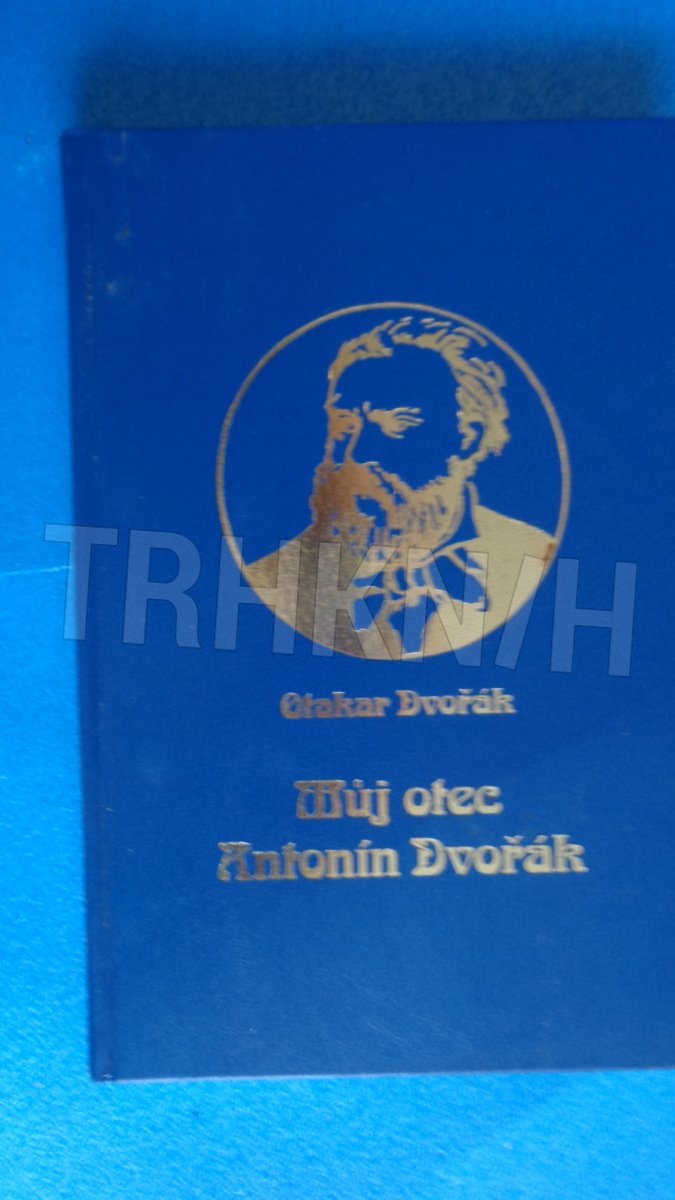 TRHKNIH
Otakar Dvořák
Můj otec
Antonín Dvořák